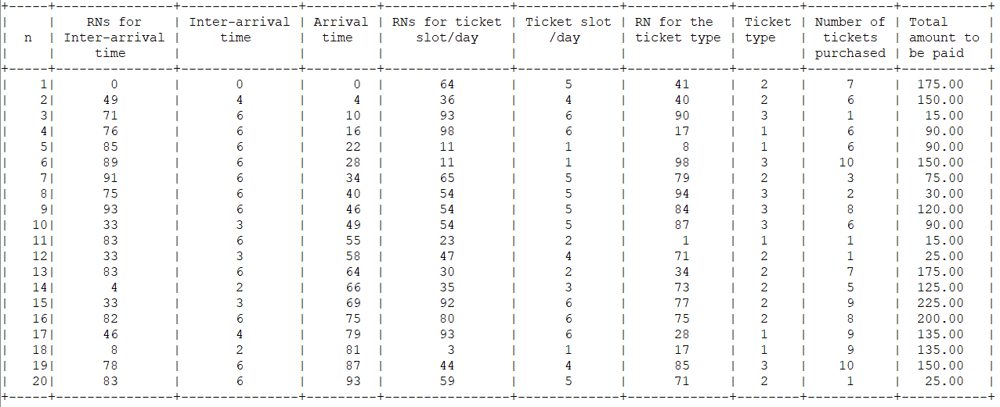 +-----+---------------+---------------+---------+----------------+-------------+-------------+--------+-----------+-----------+
|     |    RNs for    | Inter-arrival | Arrival | RNs for ticket | Ticket slot | RN for the  | Ticket | Number of | Total     |
|  n  | Inter-arrival |     time      |  time   |    slot/day    |    /day     | ticket type | type   |  tickets  | amount to |
|     |     time      |               |         |                |             |             |        | purchased | be paid   |
+-----+---------------+---------------+---------+----------------+-------------+-------------+--------+-----------+-----------+
|    1|       0       |       0       |      0  |       64       |      5      |      41     |   2    |     7     |   175.00  |
|    2|      49       |       4       |      4  |       36       |      4      |      40     |   2    |     6     |   150.00  |
|    3|      71       |       6       |     10  |       93       |      6      |      90     |   3    |     1     |    15.00  |
|    4|      76       |       6       |     16  |       98       |      6      |      17     |   1    |     6     |    90.00  |
|    5|      85       |       6       |     22  |       11       |      1      |       8     |   1    |     6     |    90.00  |
|    6|      89       |       6       |     28  |       11       |      1      |      98     |   3    |    10     |   150.00  |
|    7|      91       |       6       |     34  |       65       |      5      |      79     |   2    |     3     |    75.00  |
|    8|      75       |       6       |     40  |       54       |      5      |      94     |   3    |     2     |    30.00  |
|    9|      93       |       6       |     46  |       54       |      5      |      84     |   3    |     8     |   120.00  |
|   10|      33       |       3       |     49  |       54       |      5      |      87     |   3    |     6     |    90.00  |
|   11|      83       |       6       |     55  |       23       |      2      |       1     |   1    |     1     |    15.00  |
|   12|      33       |       3       |     58  |       47       |      4      |      71     |   2    |     1     |    25.00  |
|   13|      83       |       6       |     64  |       30       |      2      |      34     |   2    |     7     |   175.00  |
|   14|       4       |       2       |     66  |       35       |      3      |      73     |   2    |     5     |   125.00  |
|   15|      33       |       3       |     69  |       92       |      6      |      77     |   2    |     9     |   225.00  |
|   16|      82       |       6       |     75  |       80       |      6      |      75     |   2    |     8     |   200.00  |
|   17|      46       |       4       |     79  |       93       |      6      |      28     |   1    |     9     |   135.00  |
|   18|       8       |       2       |     81  |        3       |      1      |      17     |   1    |     9     |   135.00  |
|   19|      78       |       6       |     87  |       44       |      4      |      85     |   3    |    10     |   150.00  |
|   20|      83       |       6       |     93  |       59       |      5      |      71     |   2    |     1     |    25.00  |
+-----+---------------+---------------+---------+----------------+-------------+-------------+--------+-----------+-----------+